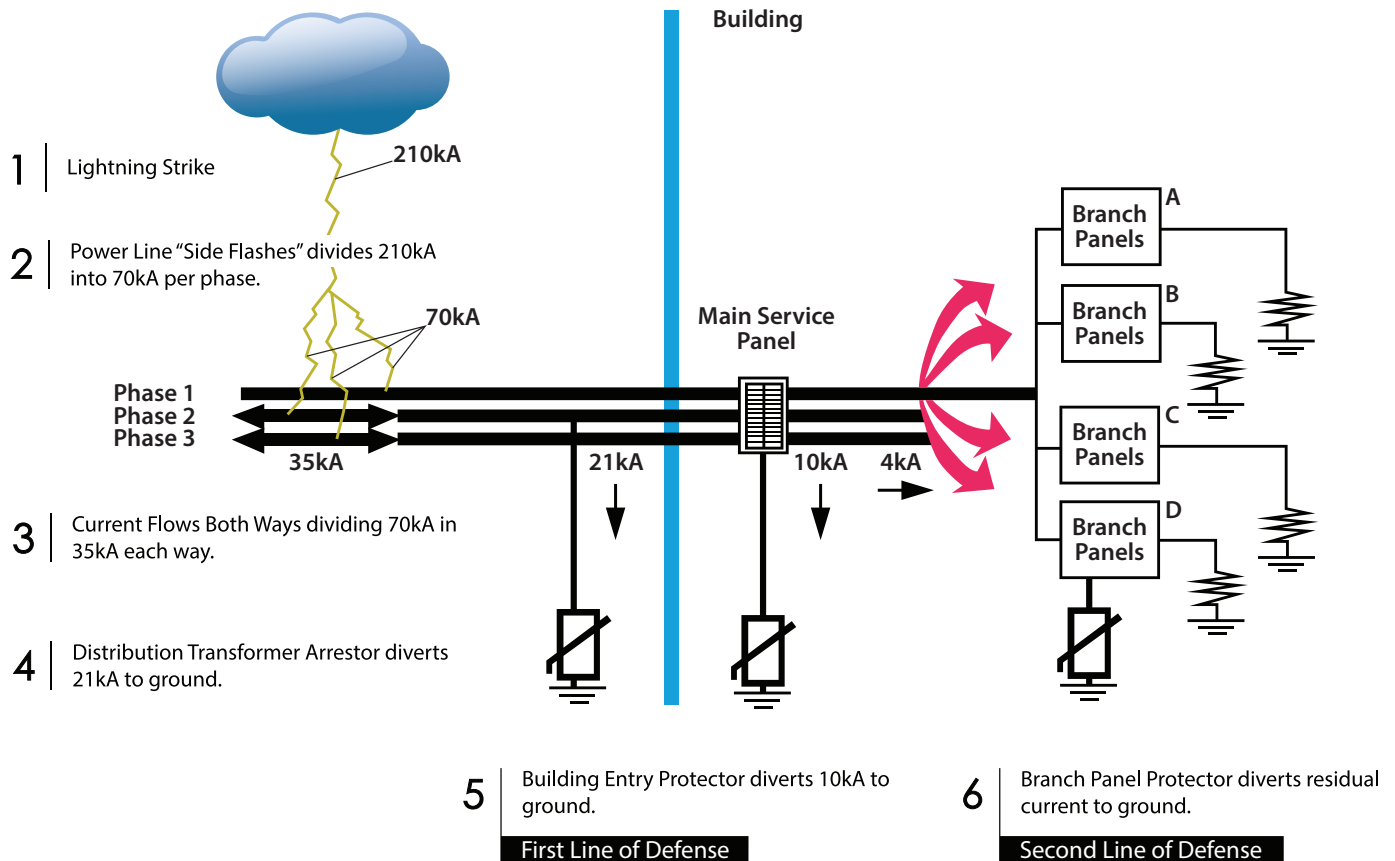 Building
1
Lightning Strike
210kA
2
Power Line “Side Flashes” divides 210kA
into 70kA per phase.
70kA
Main Service
Panel
Phase 1
Phase 2
Phase 3
35kA
21kA
10kA
4kA
Branch
Panels
A
Branch
Panels
B
Branch
Panels
C
Branch
Panels
D
3
Current Flows Both Ways dividing 70kA in
35kA each way.
4
Distribution Transformer Arrestor diverts
21kA to ground.
5
Building Entry Protector diverts 10kA to
ground.
First Line of Defense
6
Branch Panel Protector diverts residual
current to ground.
Second Line of Defense